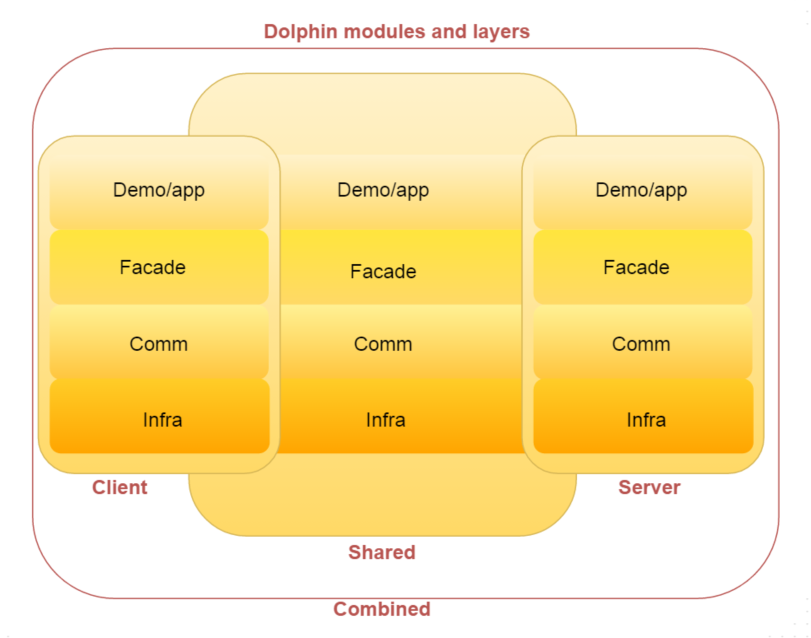 Dolphin modules and layers
Demo/app Demo/app Demo/app
Facade Facade Facade
Comm Comm Comm
Infra Infra Infra
Client Server
Shared
Combined